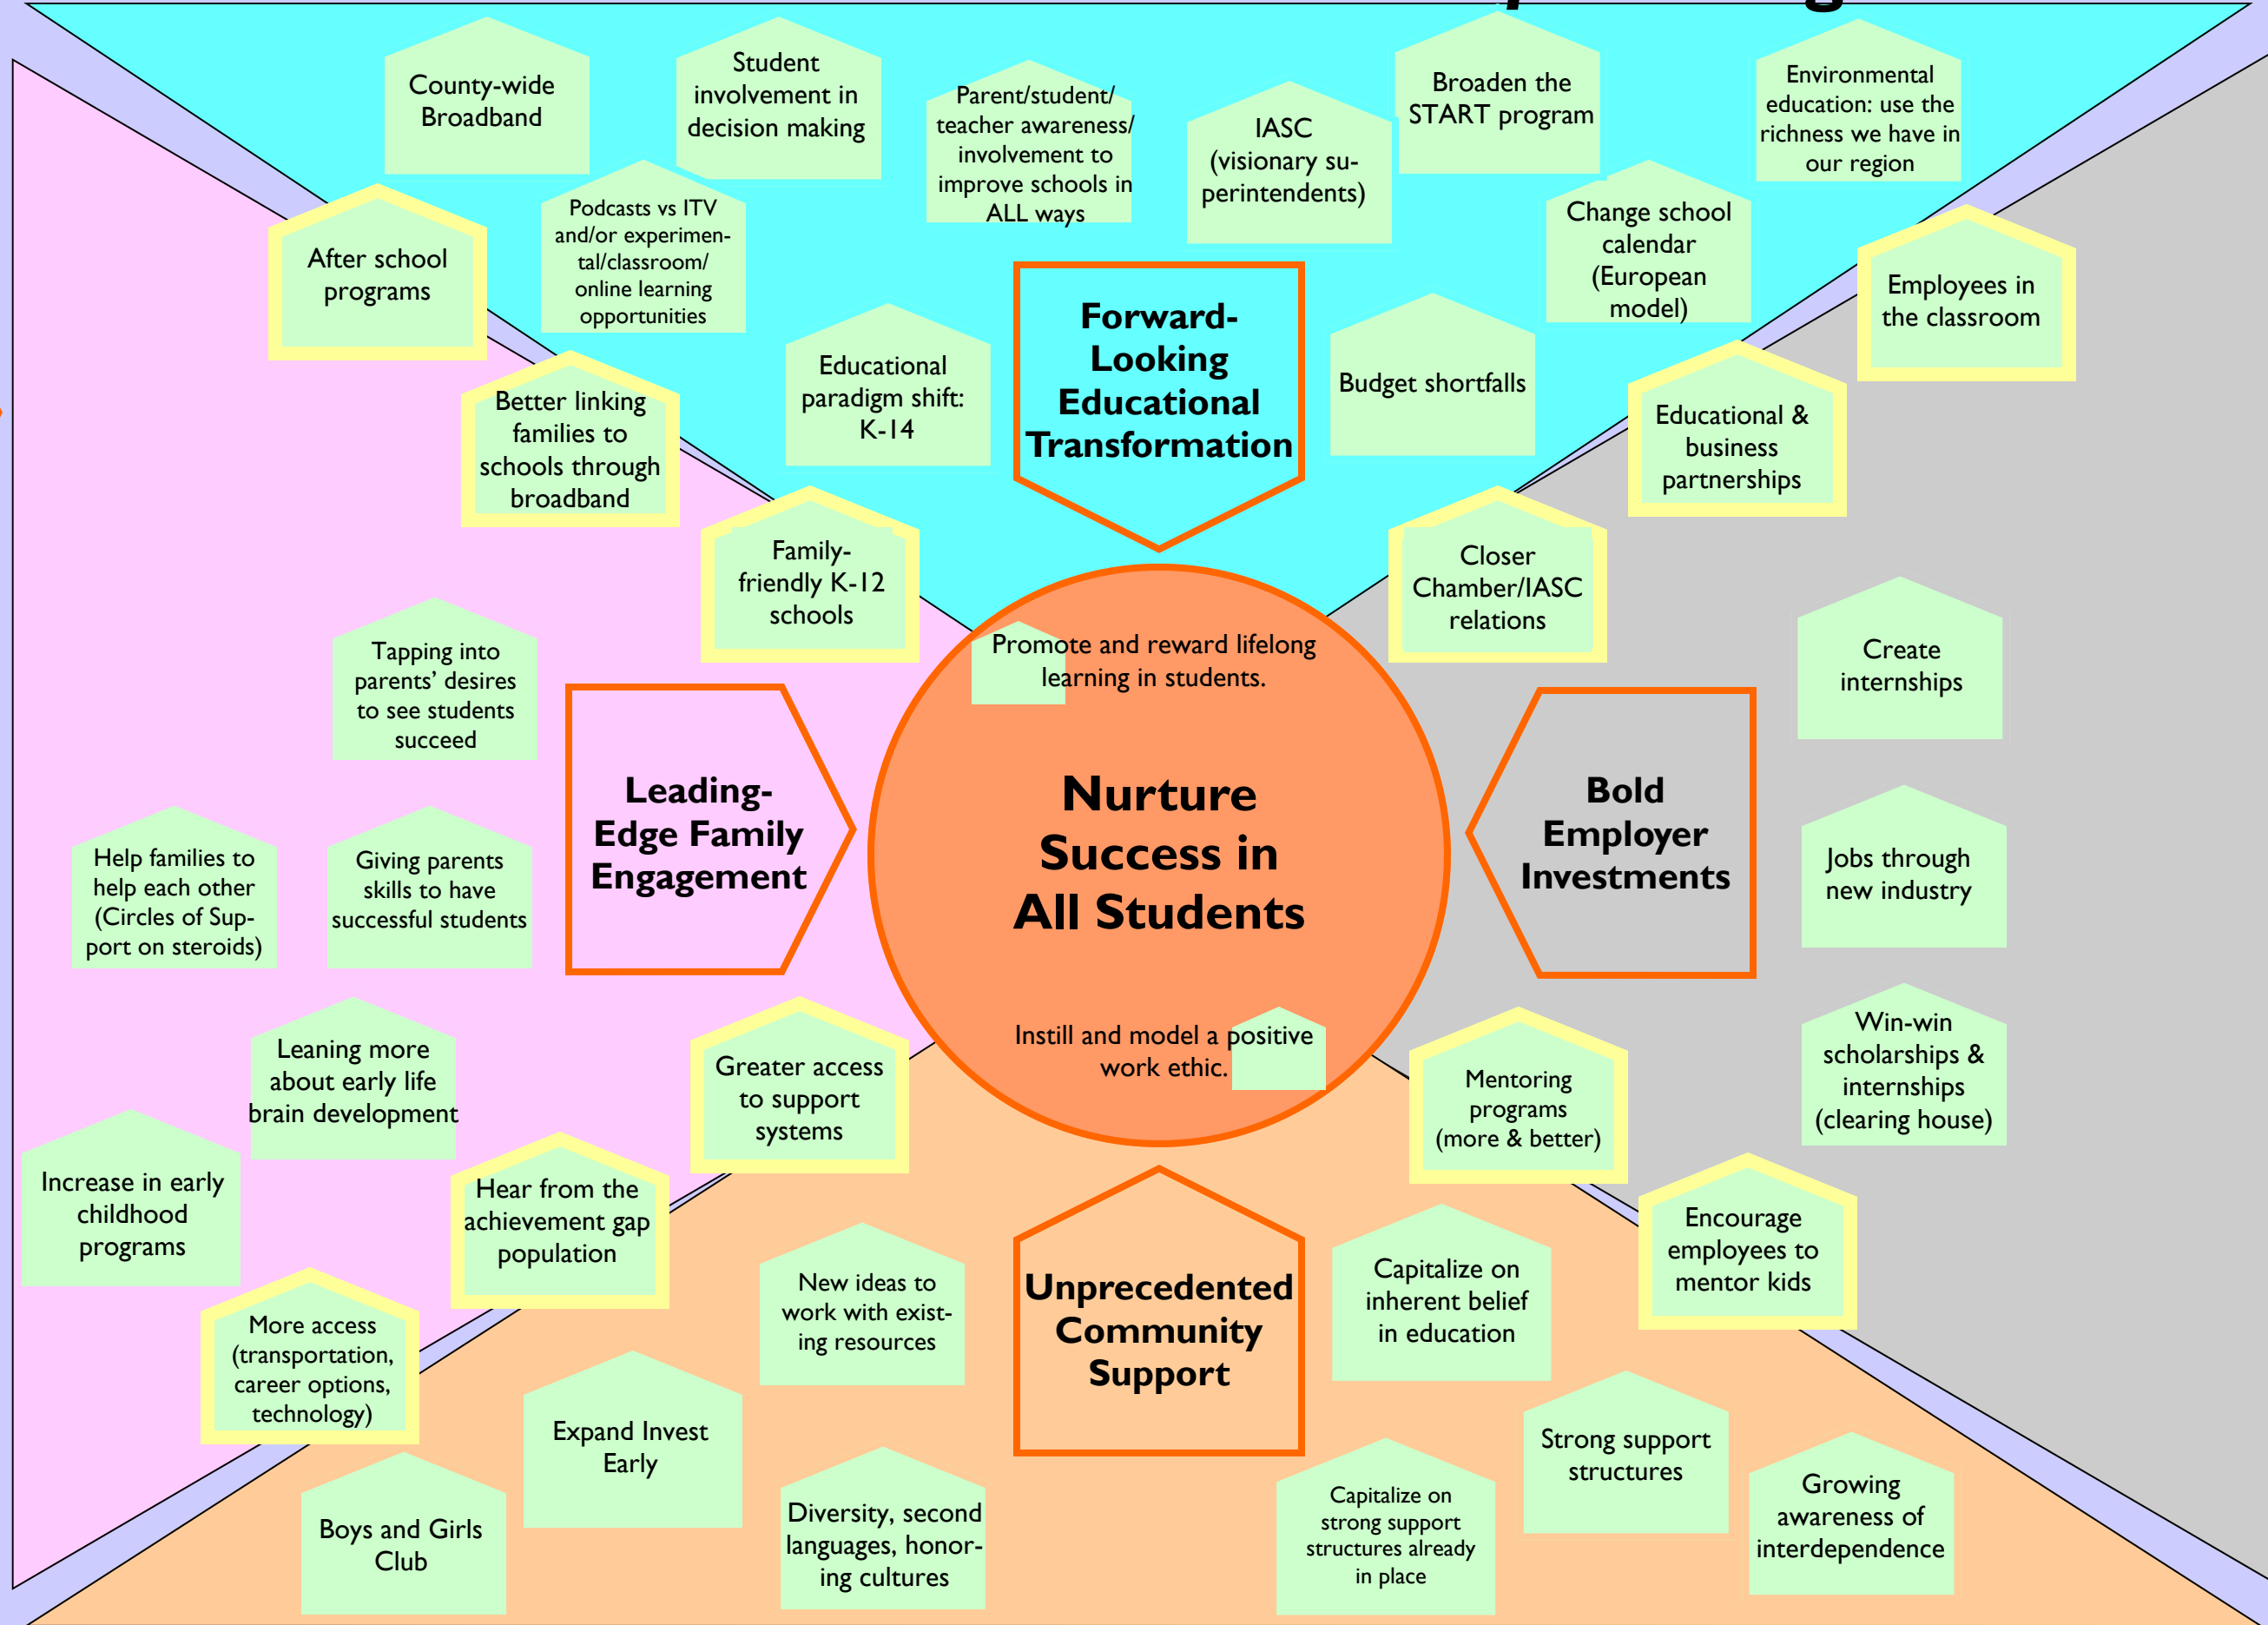 County-wide
Broadband
Student
involvement in
decision making
Parent/student/
teacher awareness/
involvement to
improve schools in
ALL ways
IASC
(visionary su-
perintendents)
Broaden the
START program
Environmental
education: use the
richness we have in
our region
After school
programs
Podcasts vs ITV
and/or experimen-
tal/classroom/
online learning
opportunities
Change school
calendar
(European
model)
Employees in
the classroom
Better linking
families to
schools through
broadband
Educational
paradigm shift:
K-14
Forward-
Looking
Educational
Transformation
Budget shortfalls
Educational &
business
partnerships
Family-
friendly K-12
schools
Closer
Chamber/IASC
relations
Tapping into
parents’ desires
to see students
succeed
Promote and reward lifelong
learning in students.
Create
internships
Leading-
Edge Family
Engagement
Nurture
Success in
All Students
Bold
Employer
Investments
Help families to
help each other
(Circles of Sup-
port on steroids)
Giving parents
skills to have
successful students
Jobs through
new industry
Leaning more
about early life
brain development
Greater access
to support
systems
Instill and model a positive
work ethic.
Mentoring
programs
(more & better)
Win-win
scholarships &
internships
(clearing house)
Increase in early
childhood
programs
Hear from the
achievement gap
population
Encourage
employees to
mentor kids
More access
(transportation,
career options,
technology)
New ideas to
work with exist-
ing resources
Unprecedented
Community
Support
Capitalize on
inherent belief
in education
Expand Invest
Early
Strong support
structures
Boys and Girls
Club
Diversity, second
languages, honor-
ing cultures
Capitalize on
strong support
structures already
in place
Growing
awareness of
interdependence